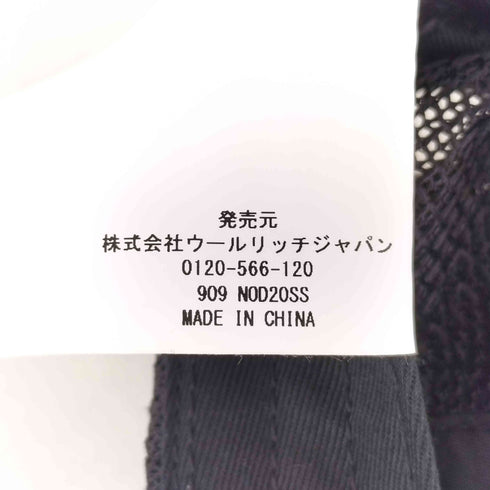 発売元
株式会社ウールリッチジャパン
0120-566-120
909 NOD20SS
MADE IN CHINA